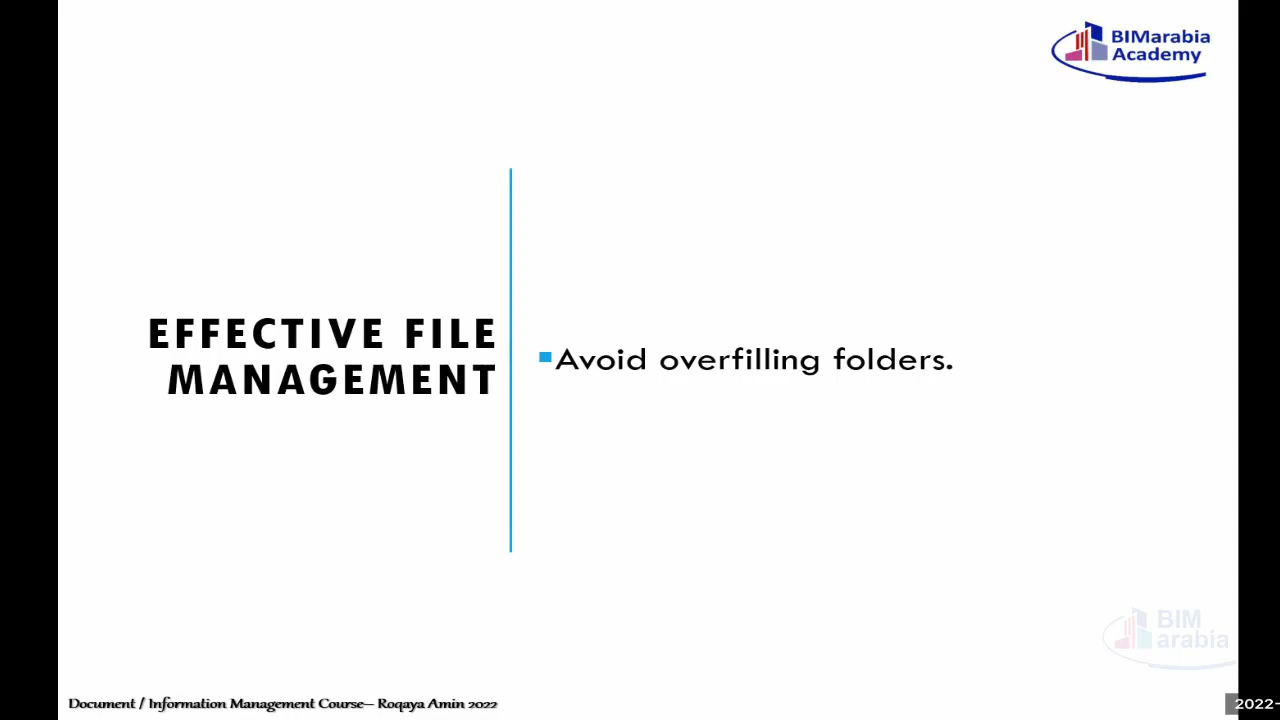 BIMarabia
Academy
EFFECTIVE FILE
MANAGEMENT
Avoid overfilling folders.
BIM
arabia
Document / Information Management Course– Roqaya Amin 2022
2022-